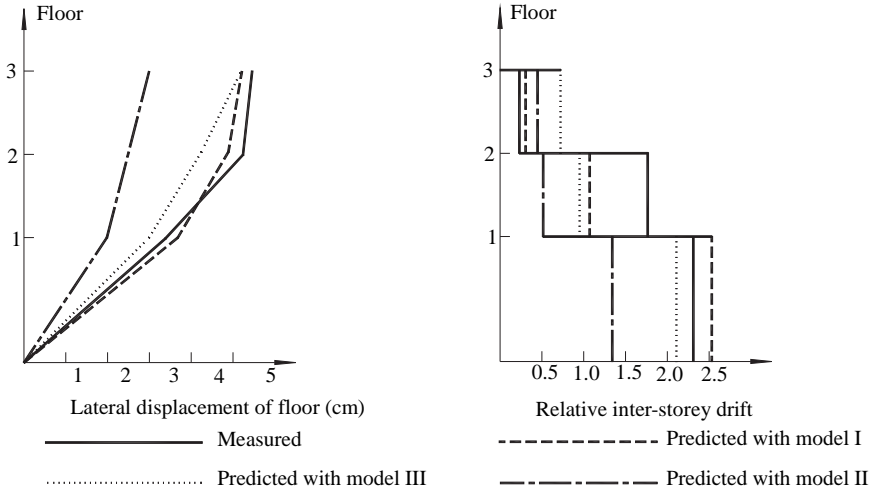 Floor
3
2
1
1 2 3 4 5
Lateral displacement of floor (cm)
Floor
3
2
1
0.5 1.0 1.5 2.0 2.5
Relative inter-storey drift
Measured
Predicted with model I
Predicted with model III
Predicted with model II